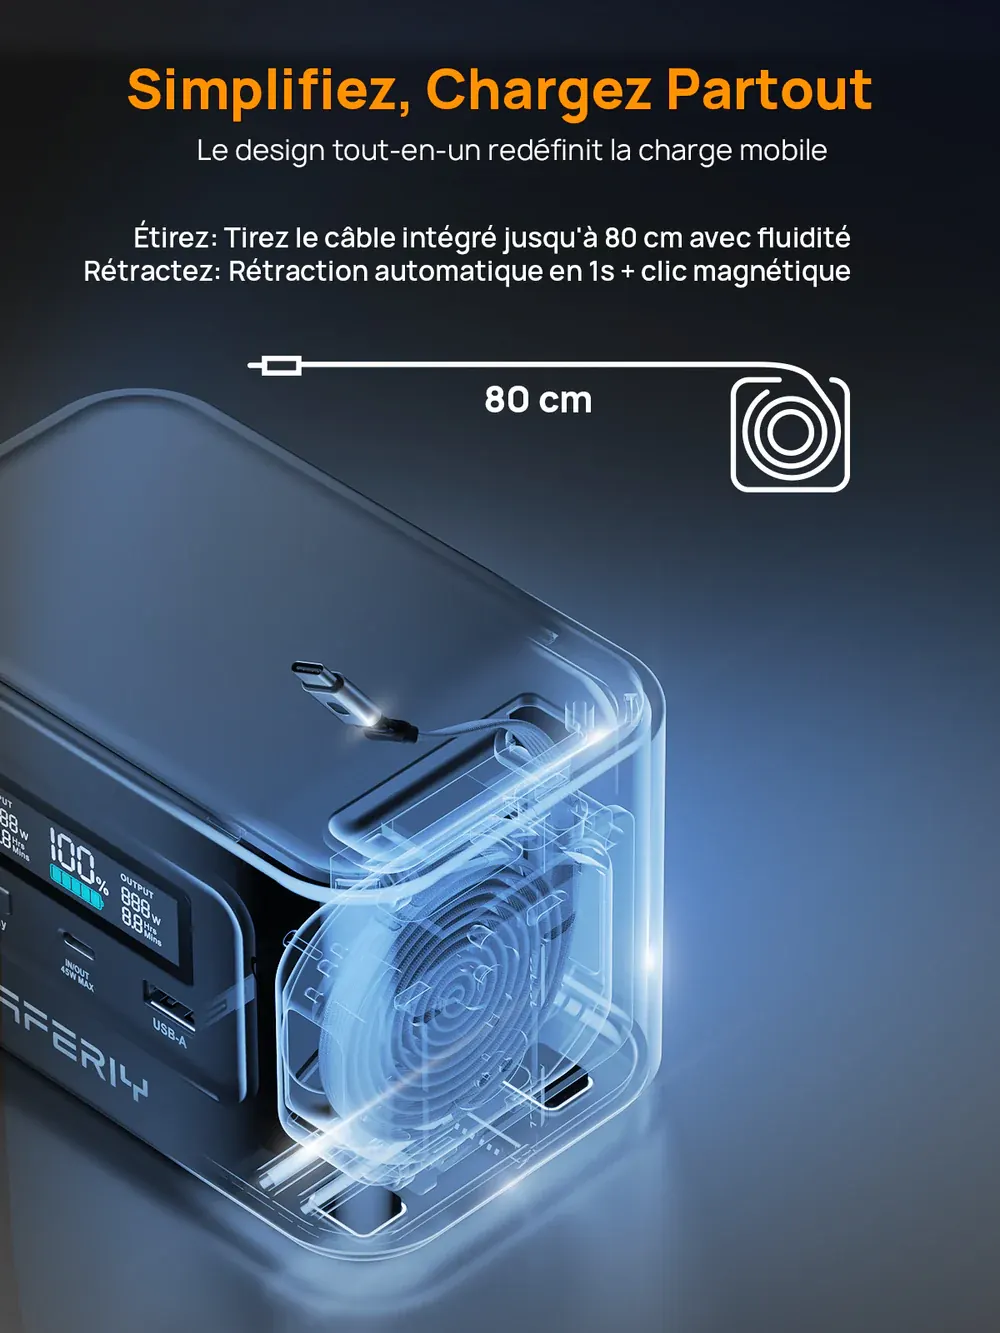 Simplifiez, Chargez Partout
Le design tout-en-un redéfinit la charge mobile
Étirez: Tirez le câble intégré jusqu'à 80 cm avec fluidité
Rétractez: Rétraction automatique en 1s + clic magnétique
80 cm
100%
OUTPUT
888w
8.8 Hrs
Mins
IN/OUT
45W MAX
USB-A